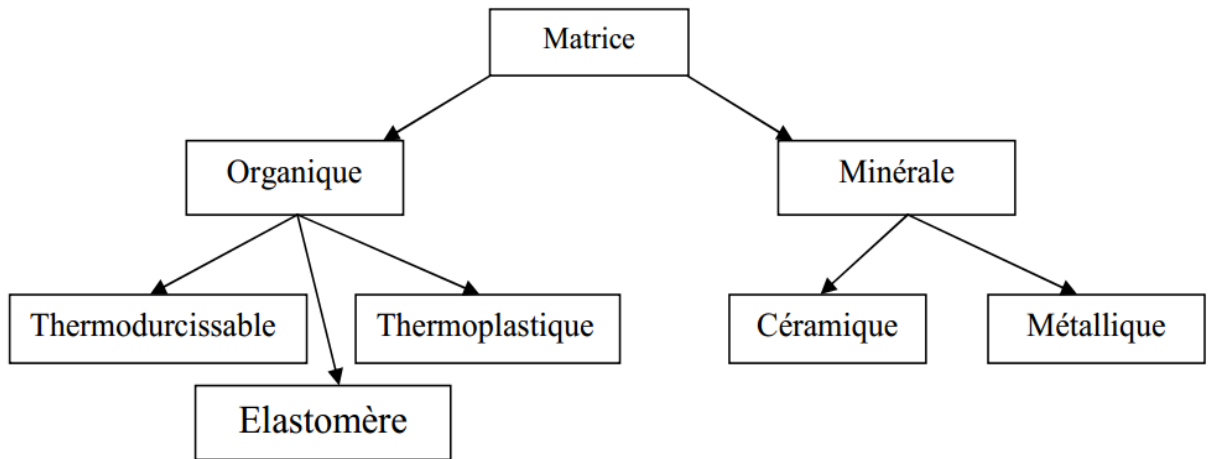 Matrice
Organique
Minérale
Thermodurcissable
Thermoplastique
Céramique
Métallique
Elastomère